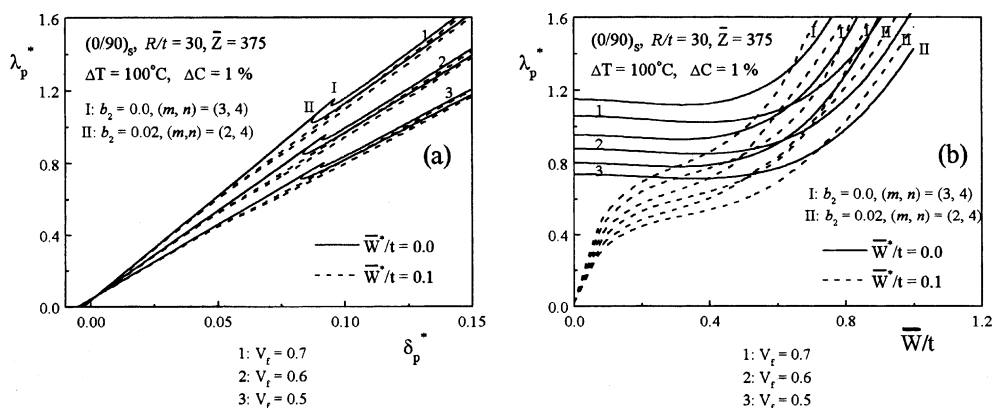 (0/90)s, R/t = 30, Z̄ = 375
ΔT = 100°C, ΔC = 1 %
I: b2 = 0.0, (m, n) = (3, 4)
II: b2 = 0.02, (m,n) = (2, 4)
λp*
1.6
1.2
0.8
0.4
0.0
I
II
1
2
3
(a)
W̄*/t = 0.0
W̄*/t = 0.1
0.00
0.05
0.10
0.15
δp*
1: Vf = 0.7
2: Vf = 0.6
3: Vf = 0.5
(0/90)s, R/t = 30, Z̄ = 375
ΔT = 100°C, ΔC = 1 %
λp*
1.6
1.2
0.8
0.4
0.0
1
2
3
I
I
I
II
II
II
(b)
I: b2 = 0.0, (m, n) = (3, 4)
II: b2 = 0.02, (m, n) = (2, 4)
W̄*/t = 0.0
W̄*/t = 0.1
0.0
0.4
0.8
1.2
W̄/t
1: Vf = 0.7
2: Vf = 0.6
3: Vf = 0.5